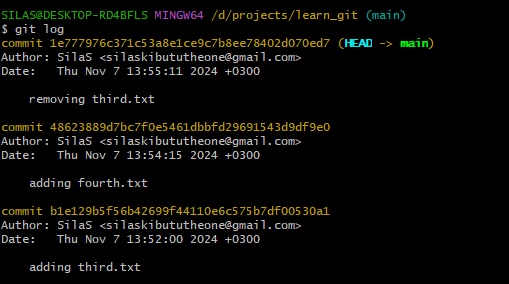 SILAS@DESKTOP-RD4BFLS MINGW64 /d/projects/learn_git (main)
$ git log
commit 1e777976c371c53a8e1ce9c7b8ee78402d070ed7 (HEAD -> main)
Author: SilaS <silaskibututheone@gmail.com>
Date:   Thu Nov 7 13:55:11 2024 +0300
    removing third.txt
commit 48623889d7bc7f0e5461dbbfd29691543d9df9e0
Author: SilaS <silaskibututheone@gmail.com>
Date:   Thu Nov 7 13:54:15 2024 +0300
    adding fourth.txt
commit b1e129b5f56b42699f44110e6c575b7df00530a1
Author: SilaS <silaskibututheone@gmail.com>
Date:   Thu Nov 7 13:52:00 2024 +0300
    adding third.txt